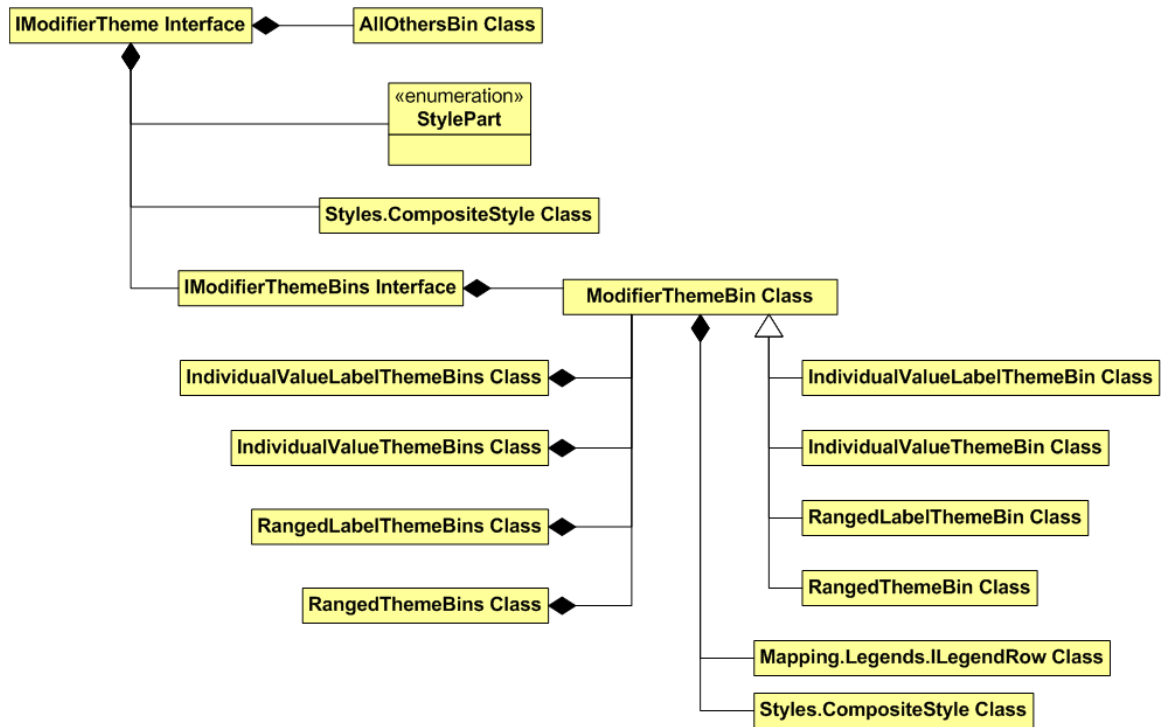 IModifierTheme Interface
AllOthersBin Class
«enumeration»
StylePart
Styles.CompositeStyle Class
IModifierThemeBins Interface
ModifierThemeBin Class
IndividualValueLabelThemeBins Class
IndividualValueLabelThemeBin Class
IndividualValueThemeBins Class
IndividualValueThemeBin Class
RangedLabelThemeBins Class
RangedLabelThemeBin Class
RangedThemeBins Class
RangedThemeBin Class
Mapping.Legends.ILegendRow Class
Styles.CompositeStyle Class